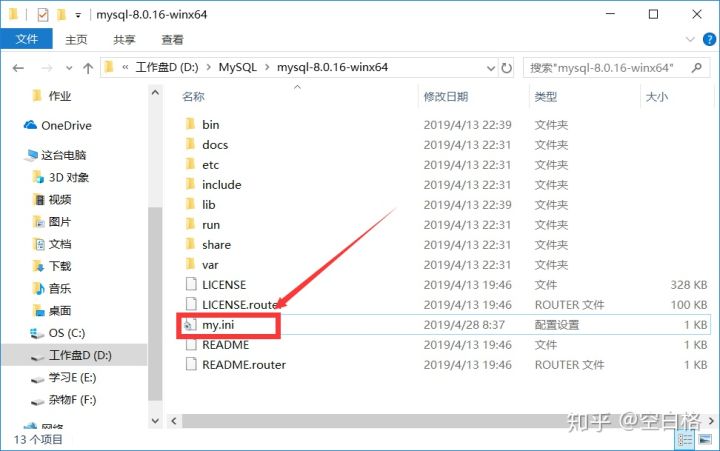 mysql-8.0.16-winx64
文件 主页 共享 查看
« 工作盘D (D:) > MySQL > mysql-8.0.16-winx64
搜索"mysql-8.0.16-winx64"
名称 修改日期 类型 大小
作业
OneDrive
这台电脑
3D 对象
视频
图片
文档
下载
音乐
桌面
OS (C:)
工作盘D (D:)
学习E (E:)
杂物F (F:)
网络
bin 2019/4/13 22:39 文件夹
docs 2019/4/13 22:31 文件夹
etc 2019/4/13 22:31 文件夹
include 2019/4/13 22:31 文件夹
lib 2019/4/13 22:39 文件夹
run 2019/4/13 22:31 文件夹
share 2019/4/13 22:31 文件夹
var 2019/4/13 22:31 文件夹
LICENSE 2019/4/13 19:46 文件 328 KB
LICENSE.router 2019/4/13 19:46 ROUTER 文件 100 KB
my.ini 2019/4/28 8:37 配置设置 1 KB
README 2019/4/13 19:46 文件 1 KB
README.router 2019/4/13 19:46 ROUTER 文件 1 KB
13 个项目
知乎 @空白格